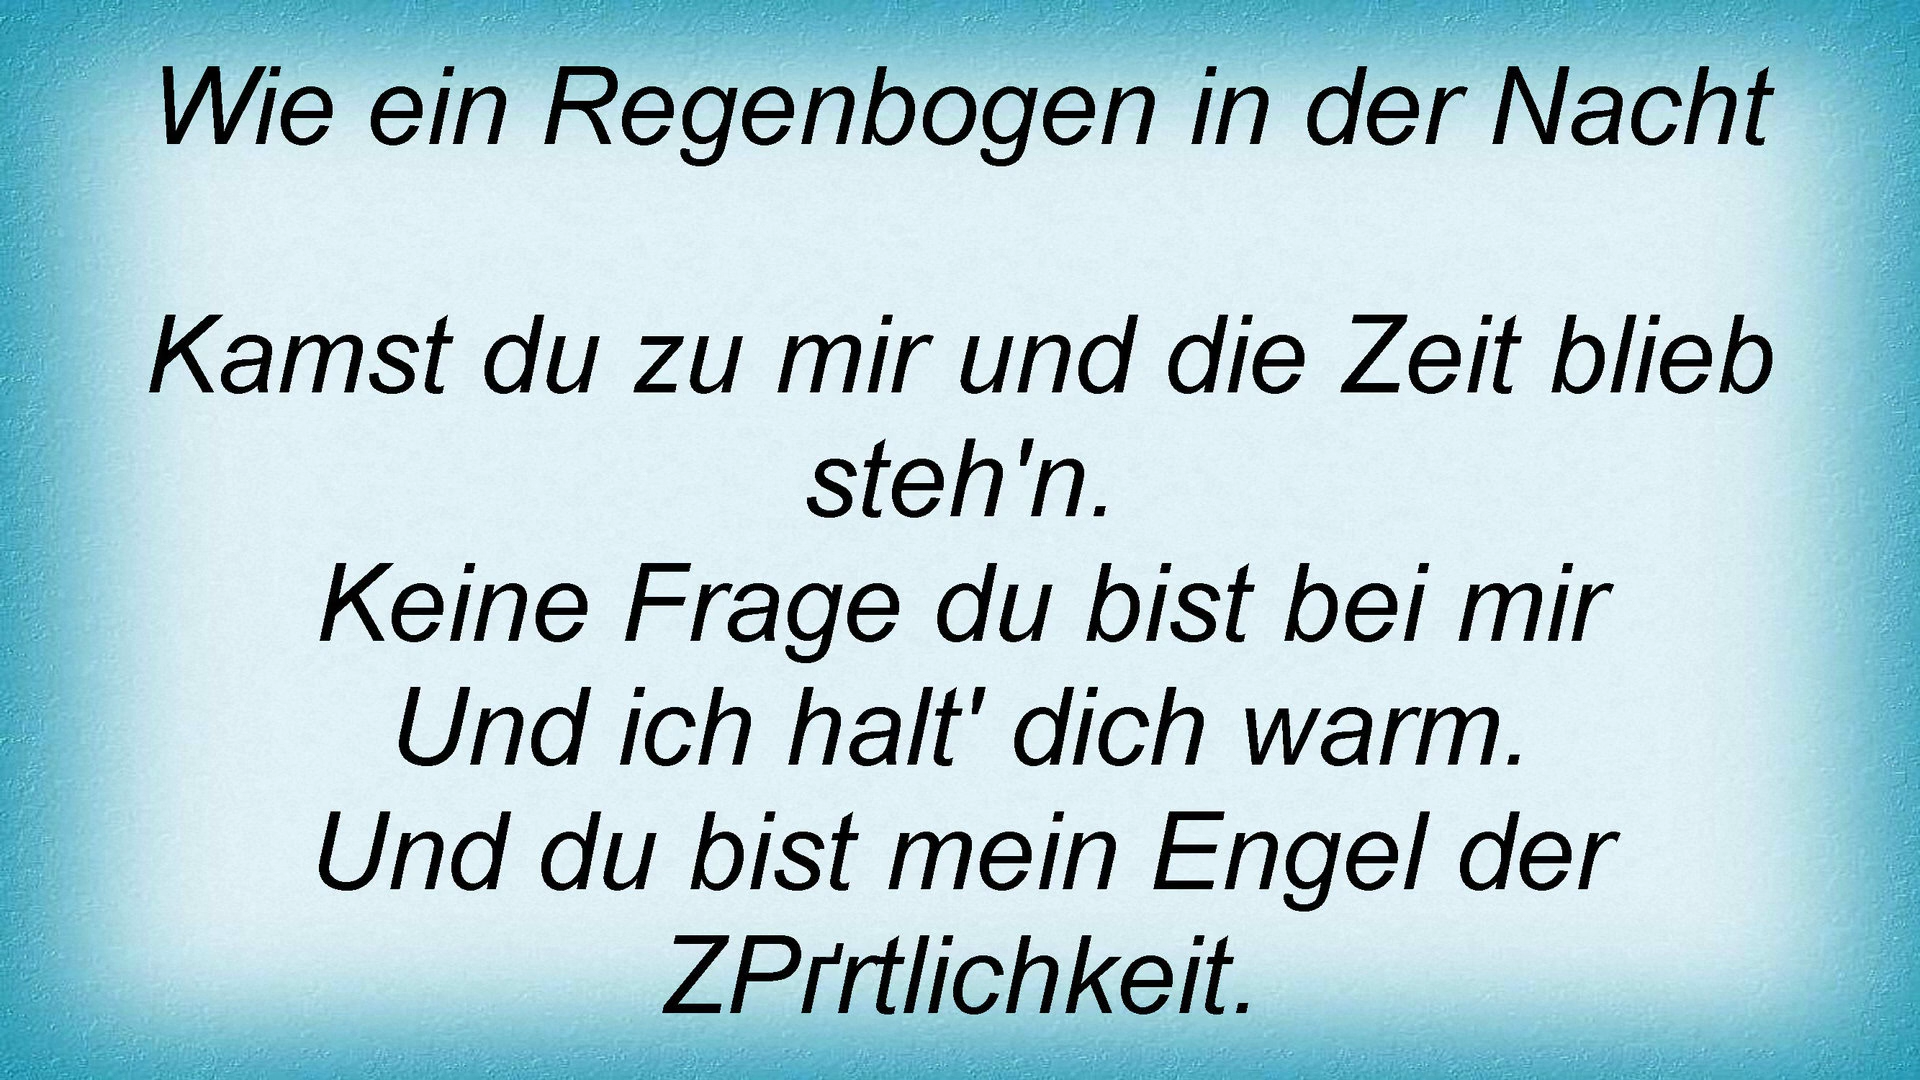 Wie ein Regenbogen in der Nacht
Kamst du zu mir und die Zeit blieb
steh'n.
Keine Frage du bist bei mir
Und ich halt' dich warm.
Und du bist mein Engel der
ZPґrtlichkeit.